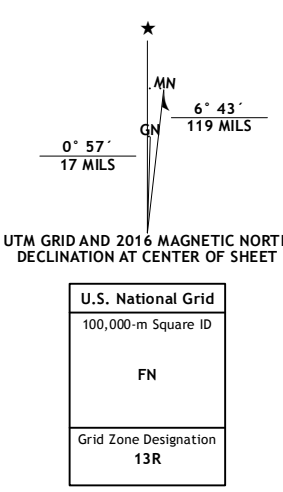 ★
MN
6° 43´
119 MILS
GN
0° 57´
17 MILS
UTM GRID AND 2016 MAGNETIC NORTH
DECLINATION AT CENTER OF SHEET
U.S. National Grid
100,000-m Square ID
FN
Grid Zone Designation
13R